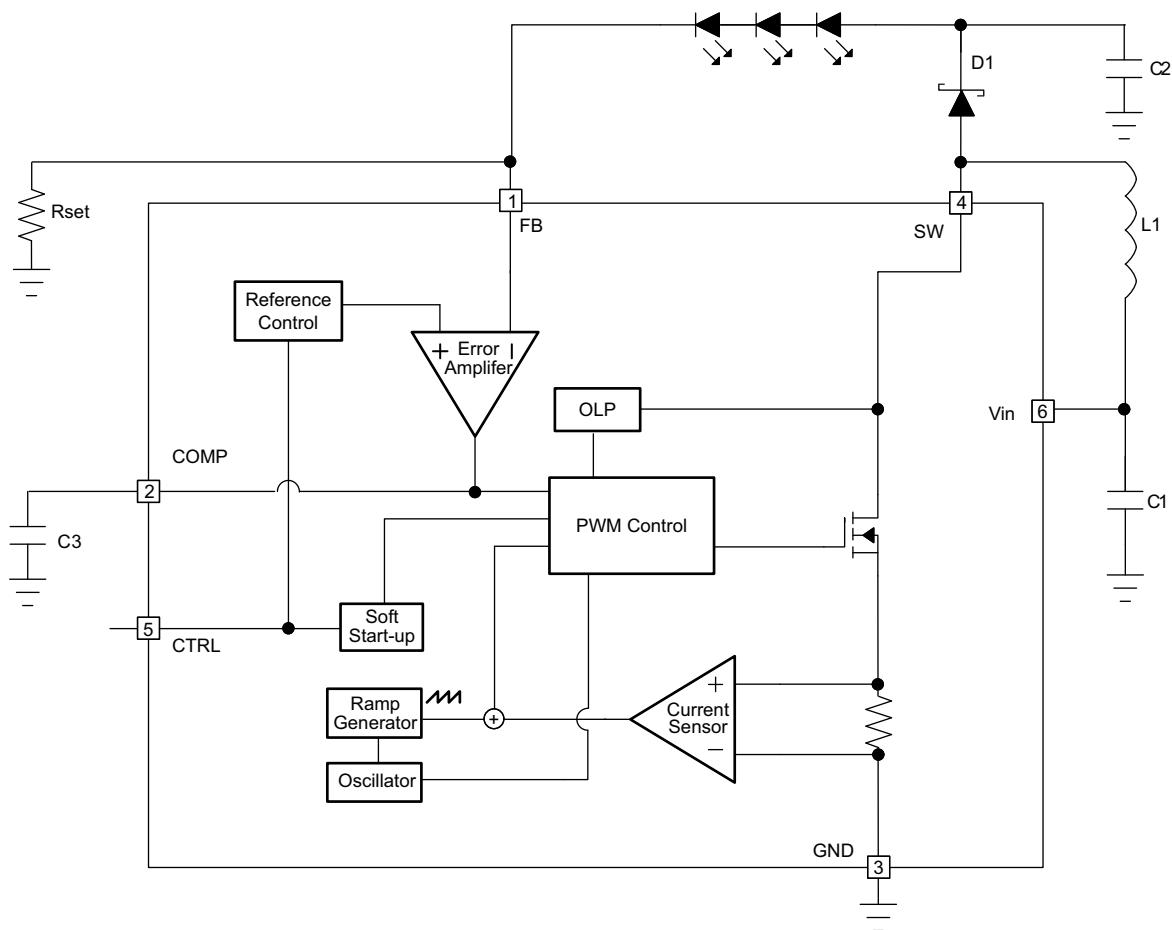 D1
C2
Rset
1
FB
4
SW
L1
Reference
Control
+ Error –
Amplifer
OLP
Vin
6
COMP
2
PWM Control
C1
C3
5
CTRL
Soft
Start-up
Ramp
Generator
+
+
Current
Sensor
–
Oscillator
GND
3